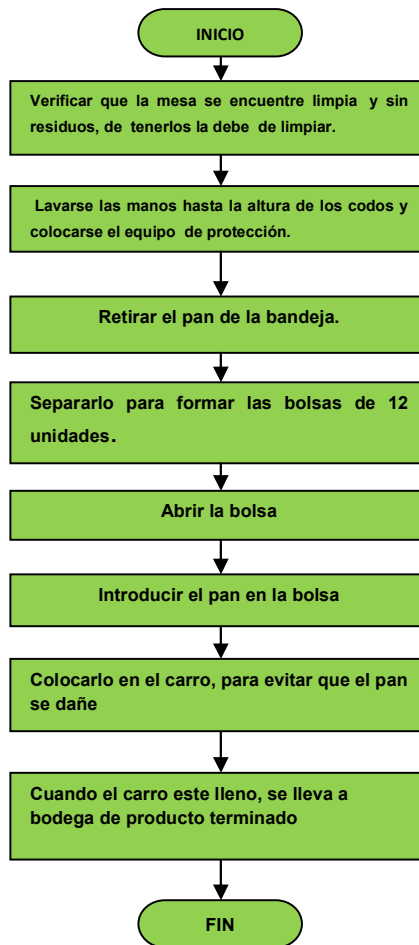 INICIO
Verificar que la mesa se encuentre limpia y sin
residuos, de tenerlos la debe de limpiar.
Lavarse las manos hasta la altura de los codos y
colocarse el equipo de protección.
Retirar el pan de la bandeja.
Separarlo para formar las bolsas de 12
unidades.
Abrir la bolsa
Introducir el pan en la bolsa
Colocarlo en el carro, para evitar que el pan
se dañe
Cuando el carro este lleno, se lleva a
bodega de producto terminado
FIN